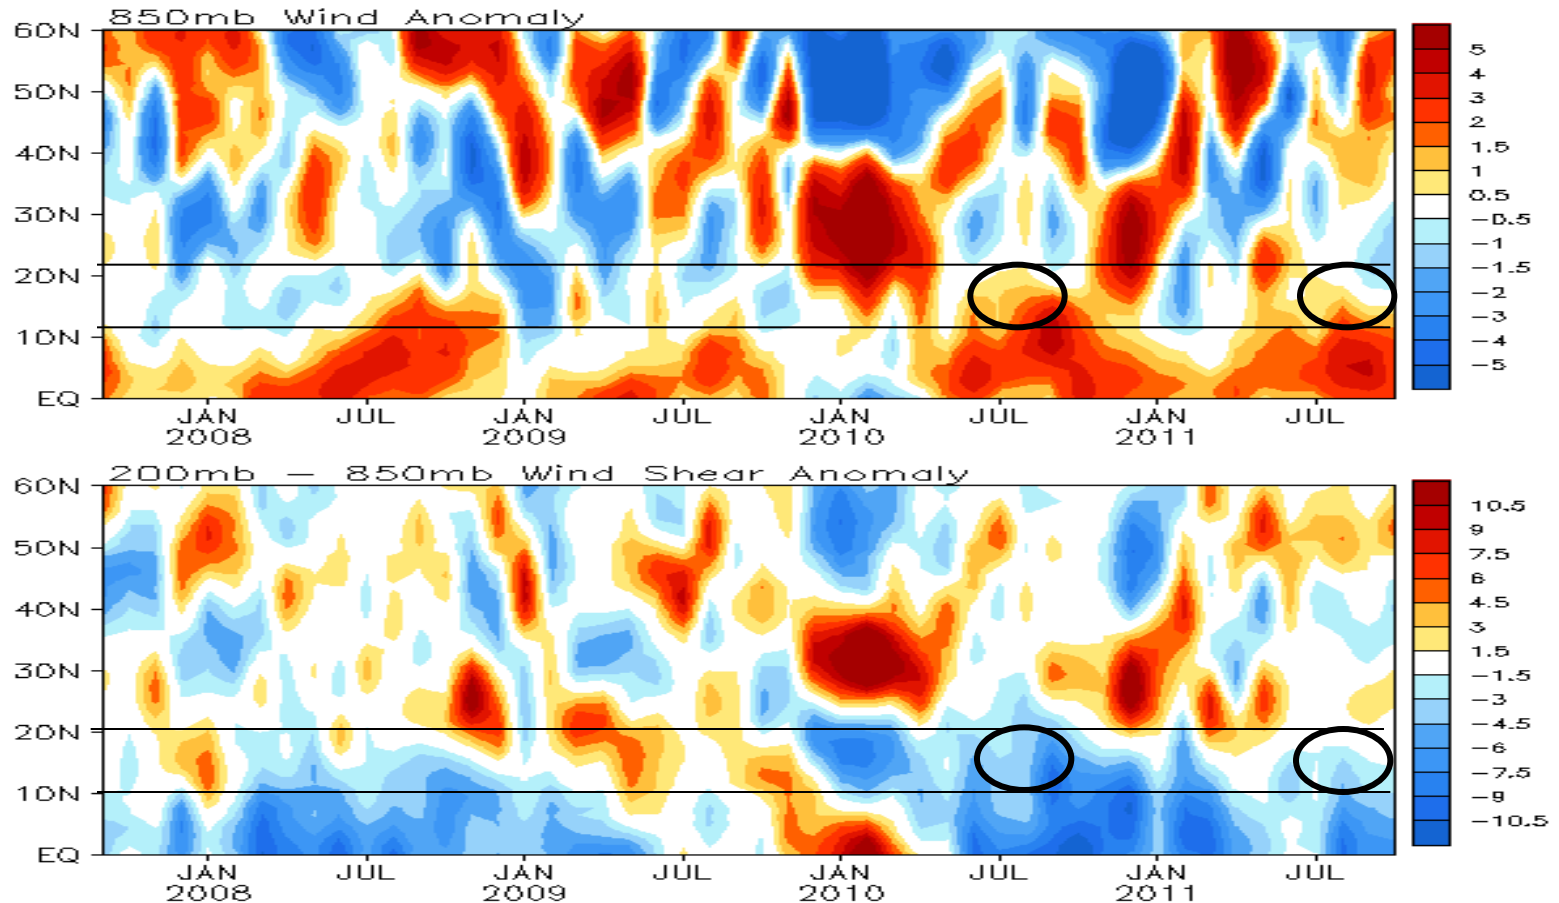 850mb Wind Anomaly
60N
50N
40N
30N
20N
10N
EQ
JAN JUL JAN JUL JAN JUL JAN JUL
2008 2009 2010 2011
5
4
3
2
1.5
1
0.5
-0.5
-1
-1.5
-2
-3
-4
-5
200mb - 850mb Wind Shear Anomaly
60N
50N
40N
30N
20N
10N
EQ
JAN JUL JAN JUL JAN JUL JAN JUL
2008 2009 2010 2011
10.5
9
7.5
6
4.5
3
1.5
-1.5
-3
-4.5
-6
-7.5
-9
-10.5